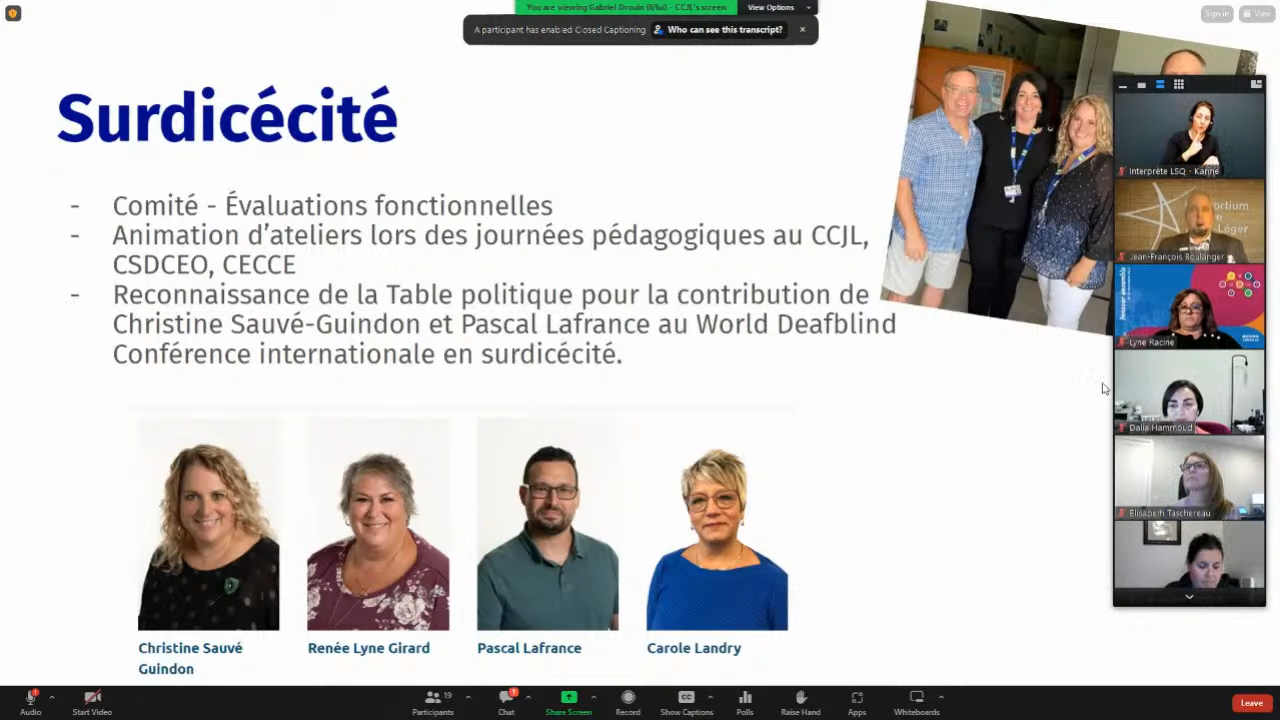 You are viewing Gabriel Drouin (il/lui) - CCJL's screen
View Options
Sign in
View
A participant has enabled Closed Captioning
Who can see this transcript?
Surdicécité
- Comité - Évaluations fonctionnelles
- Animation d'ateliers lors des journées pédagogiques au CCJL,
CSDCEO, CECCE
- Reconnaissance de la Table politique pour la contribution de
Christine Sauvé-Guindon et Pascal Lafrance au World Deafblind
Conférence internationale en surdicécité.
Christine Sauvé
Guindon
Renée Lyne Girard
Pascal Lafrance
Carole Landry
Interprète LSQ - Karine
Jean-François Boulanger
Lyne Racine
Dalia Hammoud
Elisabeth Taschereau
Audio
Start Video
Participants
19
Chat
Share Screen
Record
Show Captions
Polls
Raise Hand
Apps
Whiteboards
Leave